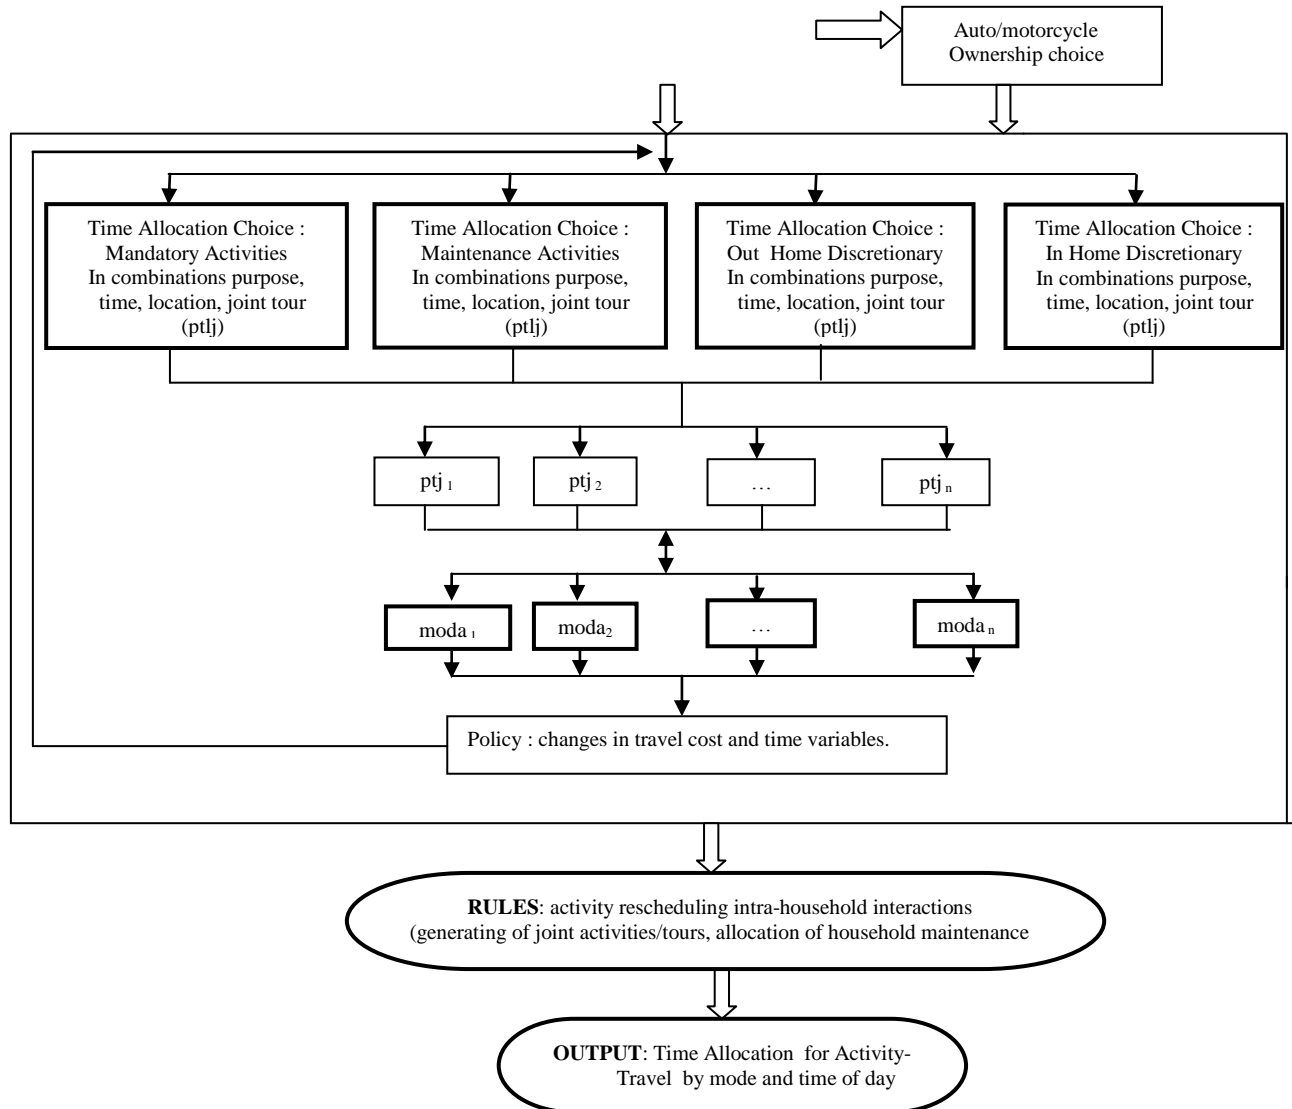 Auto/motorcycle
Ownership choice
Time Allocation Choice :
Mandatory Activities
In combinations purpose,
time, location, joint tour
(ptlj)
Time Allocation Choice :
Maintenance Activities
In combinations purpose,
time, location, joint tour
(ptlj)
Time Allocation Choice :
Out Home Discretionary
In combinations purpose,
time, location, joint tour
(ptlj)
Time Allocation Choice :
In Home Discretionary
In combinations purpose,
time, location, joint tour
(ptlj)
ptj 1
ptj 2
…
ptj n
moda 1
moda2
…
moda n
Policy : changes in travel cost and time variables.
RULES: activity rescheduling intra-household interactions
(generating of joint activities/tours, allocation of household maintenance
OUTPUT: Time Allocation for Activity-
Travel by mode and time of day